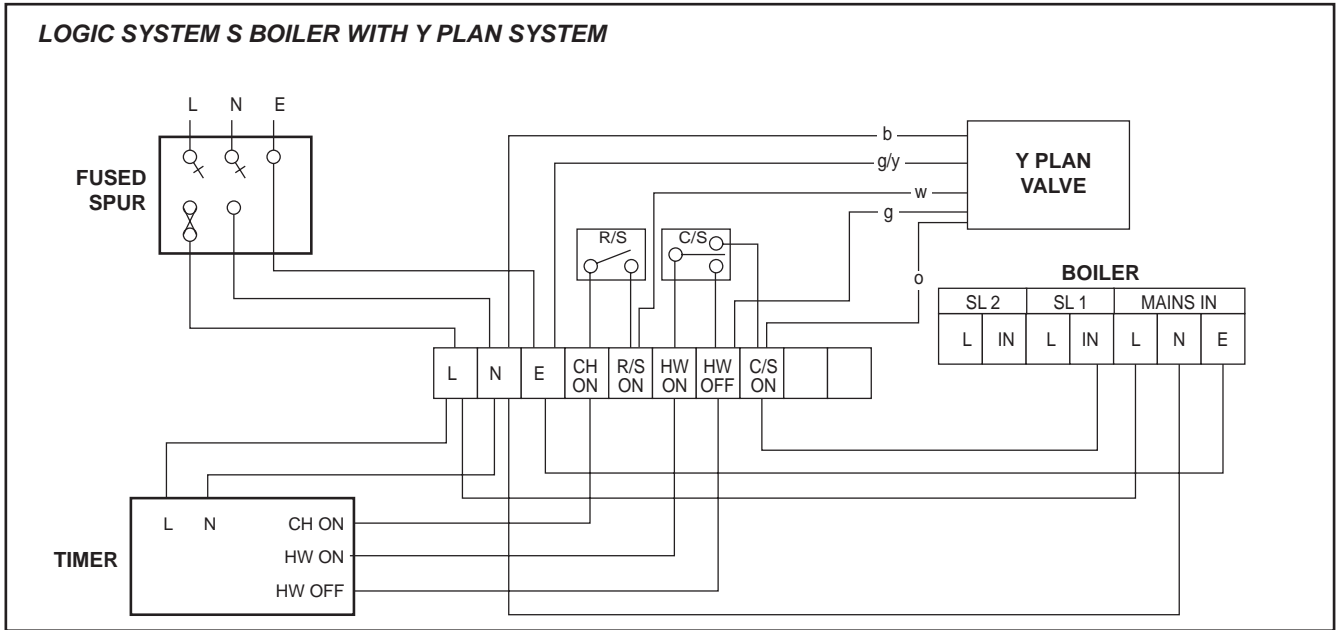 LOGIC SYSTEM S BOILER WITH Y PLAN SYSTEM
L N E
FUSED
SPUR
b
g/y
w
g
o
Y PLAN
VALVE
R/S
C/S
BOILER
SL 2 SL 1 MAINS IN
L IN L IN L N E
L N E CH ON R/S ON HW ON HW OFF C/S ON
TIMER
L N CH ON
HW ON
HW OFF